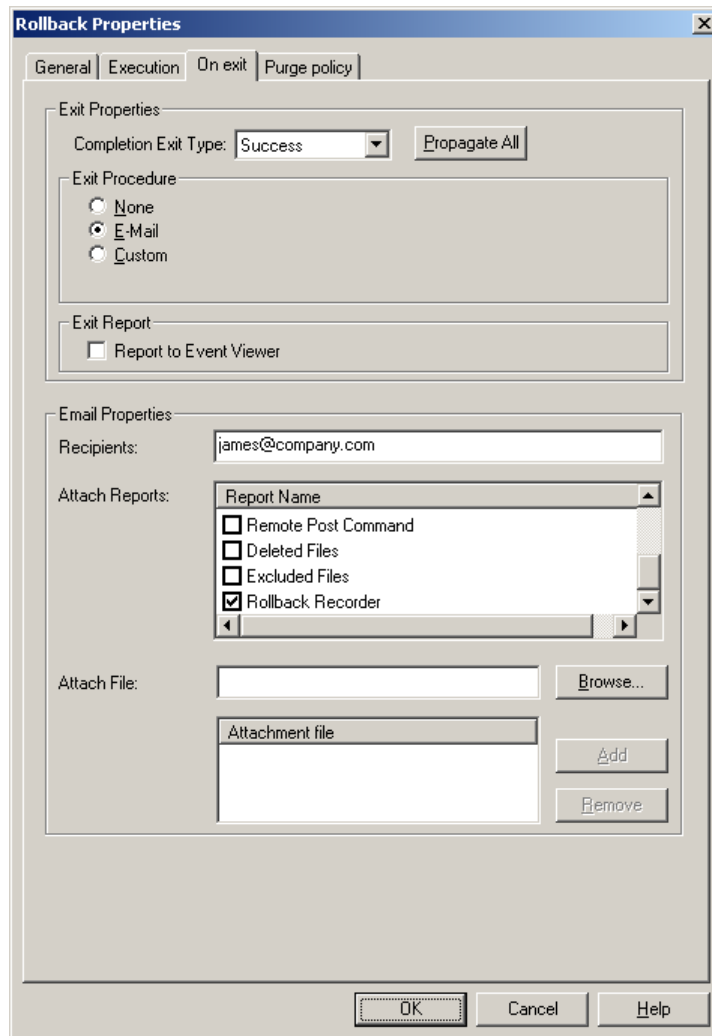 Rollback Properties
General Execution On exit Purge policy
Exit Properties
Completion Exit Type: Success Propagate All
Exit Procedure
None
E-Mail
Custom
Exit Report
Report to Event Viewer
Email Properties
Recipients: james@company.com
Attach Reports: Report Name
Remote Post Command
Deleted Files
Excluded Files
Rollback Recorder
Attach File: Browse...
Attachment file
Add
Remove
OK Cancel Help